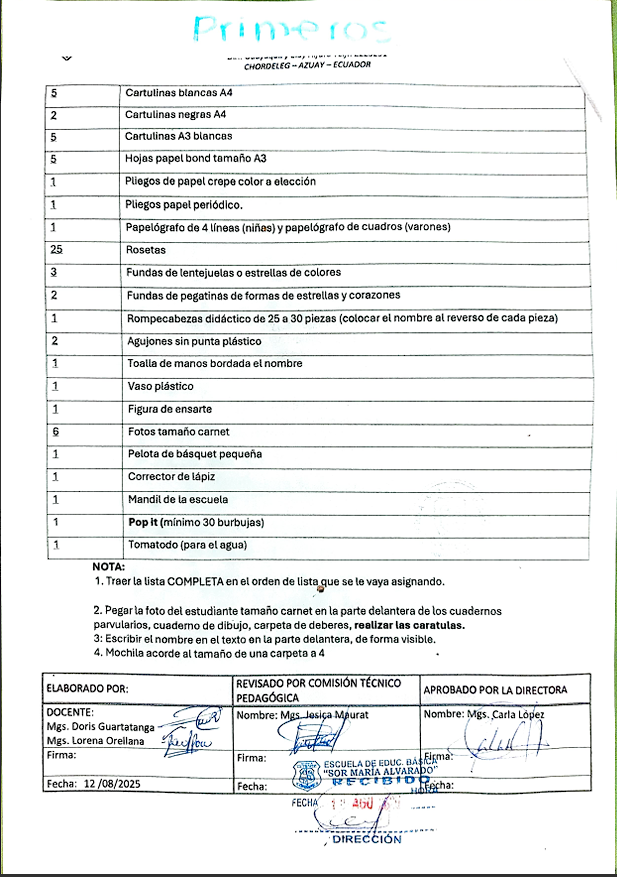 Primeros
CHORDELEG – AZUAY – ECUADOR
5 Cartulinas blancas A4
2 Cartulinas negras A4
5 Cartulinas A3 blancas
5 Hojas papel bond tamaño A3
1 Pliegos de papel crepe color a elección
1 Pliegos papel periódico.
1 Papelógrafo de 4 líneas (niñas) y papelógrafo de cuadros (varones)
25 Rosetas
3 Fundas de lentejuelas o estrellas de colores
2 Fundas de pegatinas de formas de estrellas y corazones
1 Rompecabezas didáctico de 25 a 30 piezas (colocar el nombre al reverso de cada pieza)
2 Agujones sin punta plástico
1 Toalla de manos bordada el nombre
1 Vaso plástico
1 Figura de ensarte
6 Fotos tamaño carnet
1 Pelota de básquet pequeña
1 Corrector de lápiz
1 Mandil de la escuela
1 Pop it (mínimo 30 burbujas)
1 Tomatodo (para el agua)
NOTA:
1. Traer la lista COMPLETA en el orden de lista que se le vaya asignando.
2. Pegar la foto del estudiante tamaño carnet en la parte delantera de los cuadernos
parvularios, cuaderno de dibujo, carpeta de deberes, realizar las caratulas.
3: Escribir el nombre en el texto en la parte delantera, de forma visible.
4. Mochila acorde al tamaño de una carpeta a 4
ELABORADO POR: REVISADO POR COMISIÓN TÉCNICO PEDAGÓGICA APROBADO POR LA DIRECTORA
DOCENTE: Nombre: Mgs. Jesica Maurat Nombre: Mgs. Carla López
Mgs. Doris Guartatanga
Mgs. Lorena Orellana
Firma: Firma: Firma:
ESCUELA DE EDUC. BÁSICA
"SOR MARÍA ALVARADO"
RECIBIDO
Fecha: 12 /08/2025 Fecha: Fecha:
HORA
FECHA AGO
DIRECCIÓN